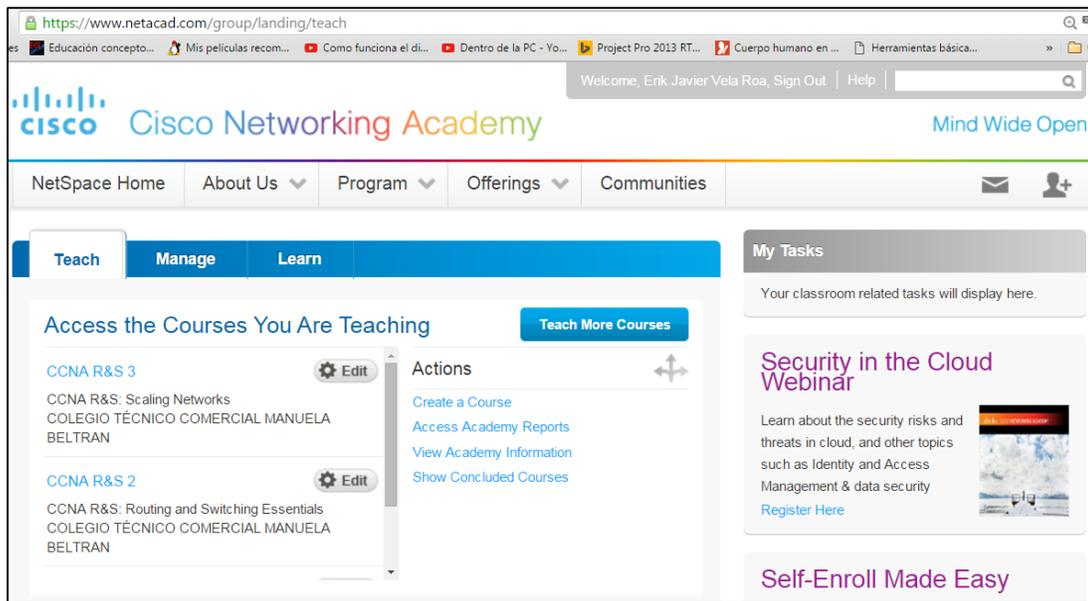 https://www.netacad.com/group/landing/teach
es Educación concepto... Mis películas recom... Como funciona el di... Dentro de la PC - Yo... Project Pro 2013 RT... Cuerpo humano en ... Herramientas básica... »
Welcome, Erik Javier Vela Roa, Sign Out Help
CISCO Cisco Networking Academy
Mind Wide Open
NetSpace Home About Us Program Offerings Communities
Teach Manage Learn
Access the Courses You Are Teaching
Teach More Courses
CCNA R&S 3 Edit
CCNA R&S: Scaling Networks
COLEGIO TÉCNICO COMERCIAL MANUELA
BELTRAN
CCNA R&S 2 Edit
CCNA R&S: Routing and Switching Essentials
COLEGIO TÉCNICO COMERCIAL MANUELA
BELTRAN
Actions
Create a Course
Access Academy Reports
View Academy Information
Show Concluded Courses
My Tasks
Your classroom related tasks will display here.
Security in the Cloud
Webinar
Learn about the security risks and
threats in cloud, and other topics
such as Identity and Access
Management & data security
Register Here
Self-Enroll Made Easy